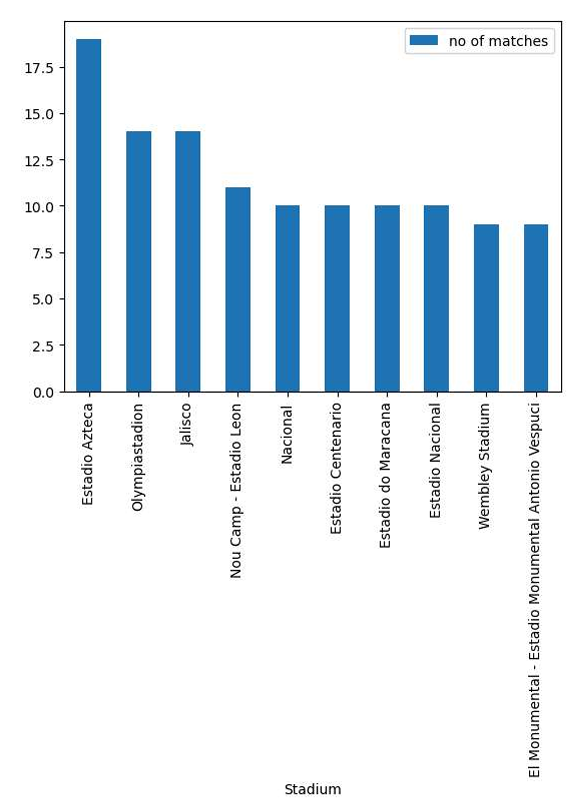 no of matches
17.5
15.0
12.5
10.0
7.5
5.0
2.5
0.0
Estadio Azteca
Olympiastadion
Jalisco
Nou Camp - Estadio Leon
Nacional
Estadio Centenario
Estadio do Maracana
Estadio Nacional
Wembley Stadium
El Monumental - Estadio Monumental Antonio Vespuci
Stadium